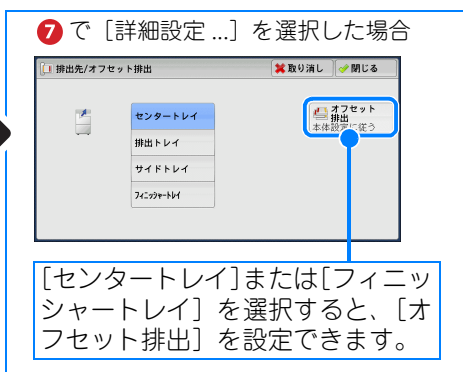 ❼ で［詳細設定 ...］を選択した場合
排出先/オフセット排出
取り消し
閉じる
センタートレイ
排出トレイ
サイドトレイ
フィニッシャートレイ
オフセット
排出
本体設定に従う
［センタートレイ］または［フィニッ
シャートレイ］を選択すると、［オ
フセット排出］を設定できます。